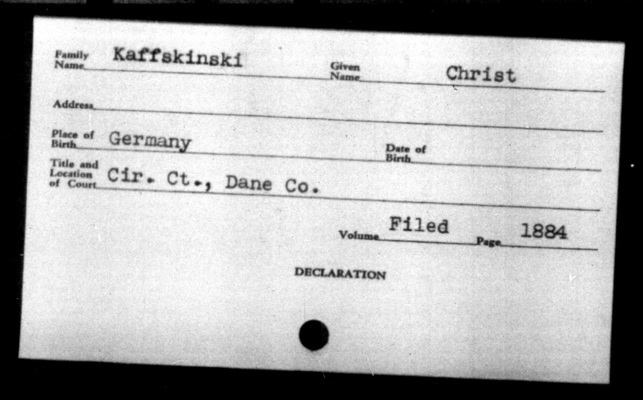 Family Name Kaffskinski Given Name Christ
Address
Place of Birth Germany Date of Birth
Title and Location of Court Cir. Ct., Dane Co.
Volume Filed Page 1884
DECLARATION